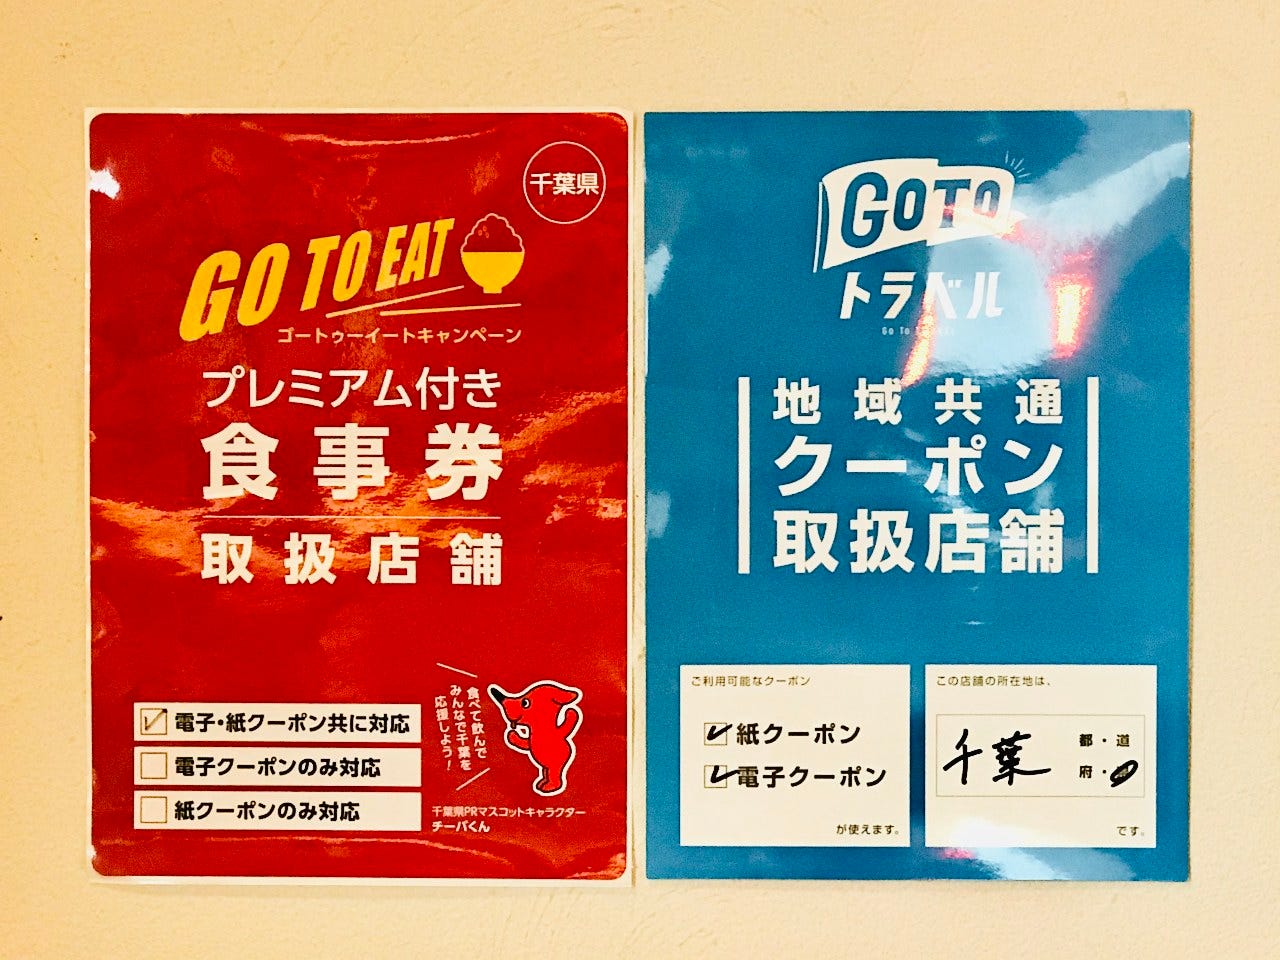 千葉県
GO TO EAT
ゴートゥーイートキャンペーン
プレミアム付き
食事券
取扱店舗
電子・紙クーポン共に対応
電子クーポンのみ対応
紙クーポンのみ対応
食べて飲んで
みんなで千葉を
応援しよう!
千葉県PRマスコットキャラクター
チーバくん
GOTO
トラベル
Go To
地域共通
クーポン
取扱店舗
ご利用可能なクーポン
紙クーポン
電子クーポン
が使えます。
この店舗の所在地は、
千葉
都・道
府・
です。